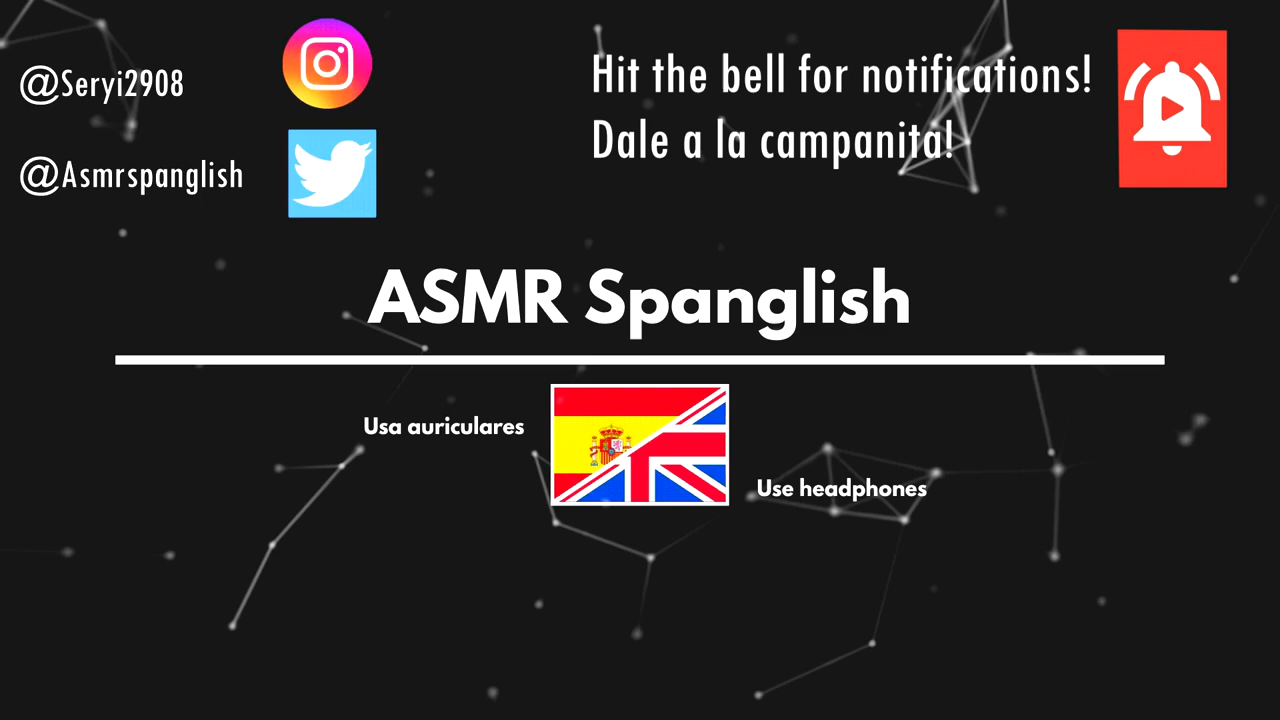 @Seryi2908
@Asmrspanglish
Hit the bell for notifications!
Dale a la campanita!
ASMR Spanglish
Usa auriculares
Use headphones